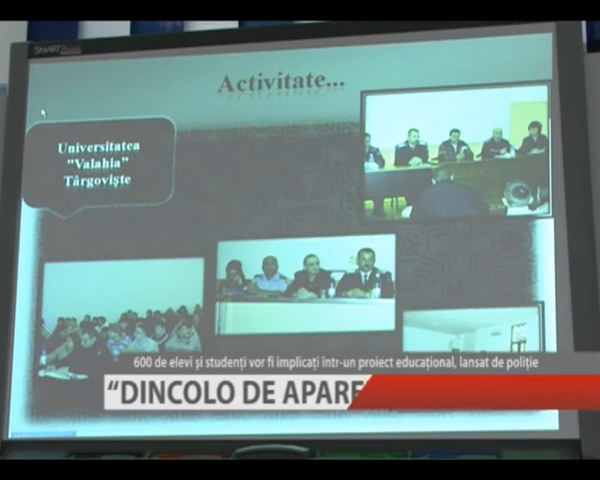 SMART
Activitate...
Universitatea
"Valahia"
Târgoviște
600 de elevi și studenți vor fi implicați într-un proiect educațional, lansat de poliție
“DINCOLO DE APARE